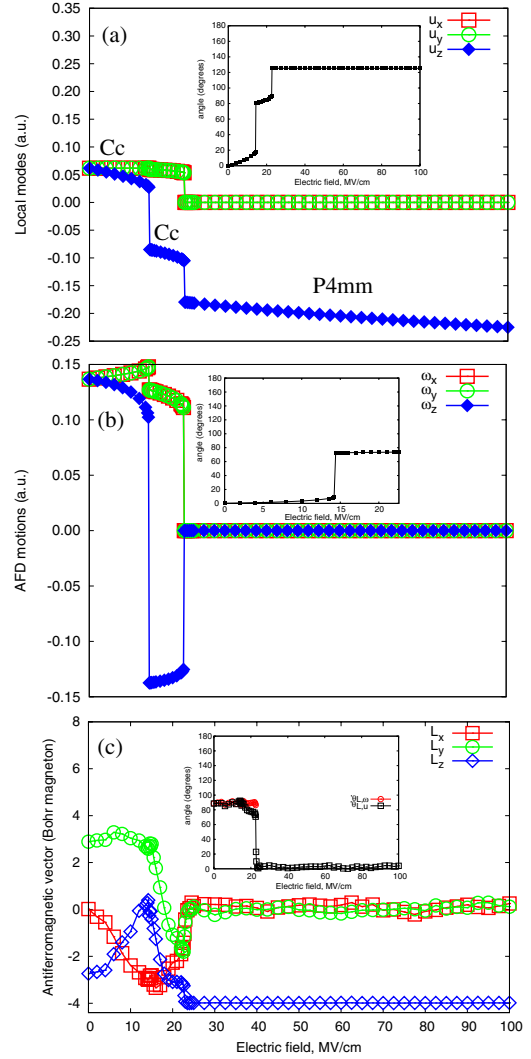 (a)
u_x
u_y
u_z
Local modes (a.u.)
0.35
0.30
0.25
0.20
0.15
0.10
0.05
0.00
-0.05
-0.10
-0.15
-0.20
-0.25
Cc
Cc
P4mm
angle (degrees)
180
160
140
120
100
80
60
40
20
0
0 20 40 60 80 100
Electric field, MV/cm
(b)
ω_x
ω_y
ω_z
AFD motions (a.u.)
0.15
0.10
0.05
0.00
-0.05
-0.10
-0.15
angle (degrees)
180
160
140
120
100
80
60
40
20
0
0 5 10 15 20
Electric field, MV/cm
(c)
L_x
L_y
L_z
Antiferromagnetic vector (Bohr magneton)
8
6
4
2
0
-2
-4
angle (degrees)
180
160
140
120
100
80
60
40
20
0
0 20 40 60 80 100
Electric field, MV/cm
0 10 20 30 40 50 60 70 80 90 100
Electric field, MV/cm